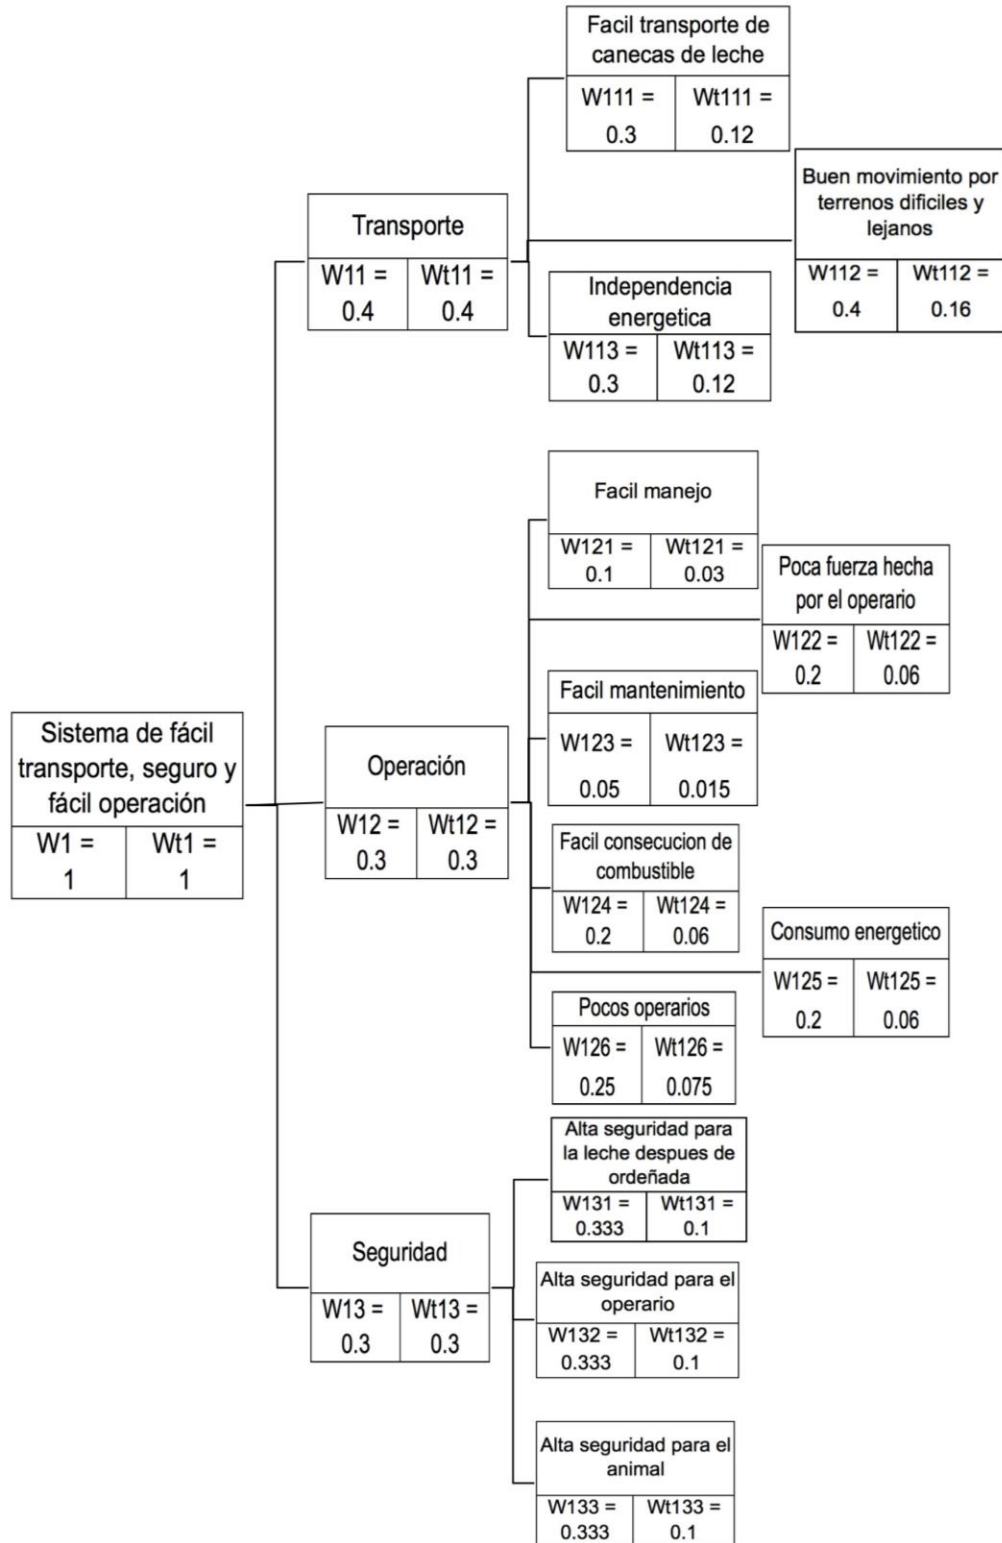 Facil transporte de
canecas de leche
W111 =
0.3
Wt111 =
0.12
Buen movimiento por
terrenos dificiles y
lejanos
W112 =
0.4
Wt112 =
0.16
Transporte
W11 =
0.4
Wt11 =
0.4
Independencia
energetica
W113 =
0.3
Wt113 =
0.12
Facil manejo
W121 =
0.1
Wt121 =
0.03
Poca fuerza hecha
por el operario
W122 =
0.2
Wt122 =
0.06
Facil mantenimiento
W123 =
0.05
Wt123 =
0.015
Sistema de fácil
transporte, seguro y
fácil operación
W1 =
1
Wt1 =
1
Operación
W12 =
0.3
Wt12 =
0.3
Facil consecucion de
combustible
W124 =
0.2
Wt124 =
0.06
Consumo energetico
W125 =
0.2
Wt125 =
0.06
Pocos operarios
W126 =
0.25
Wt126 =
0.075
Alta seguridad para
la leche despues de
ordeñada
W131 =
0.333
Wt131 =
0.1
Seguridad
W13 =
0.3
Wt13 =
0.3
Alta seguridad para el
operario
W132 =
0.333
Wt132 =
0.1
Alta seguridad para el
animal
W133 =
0.333
Wt133 =
0.1